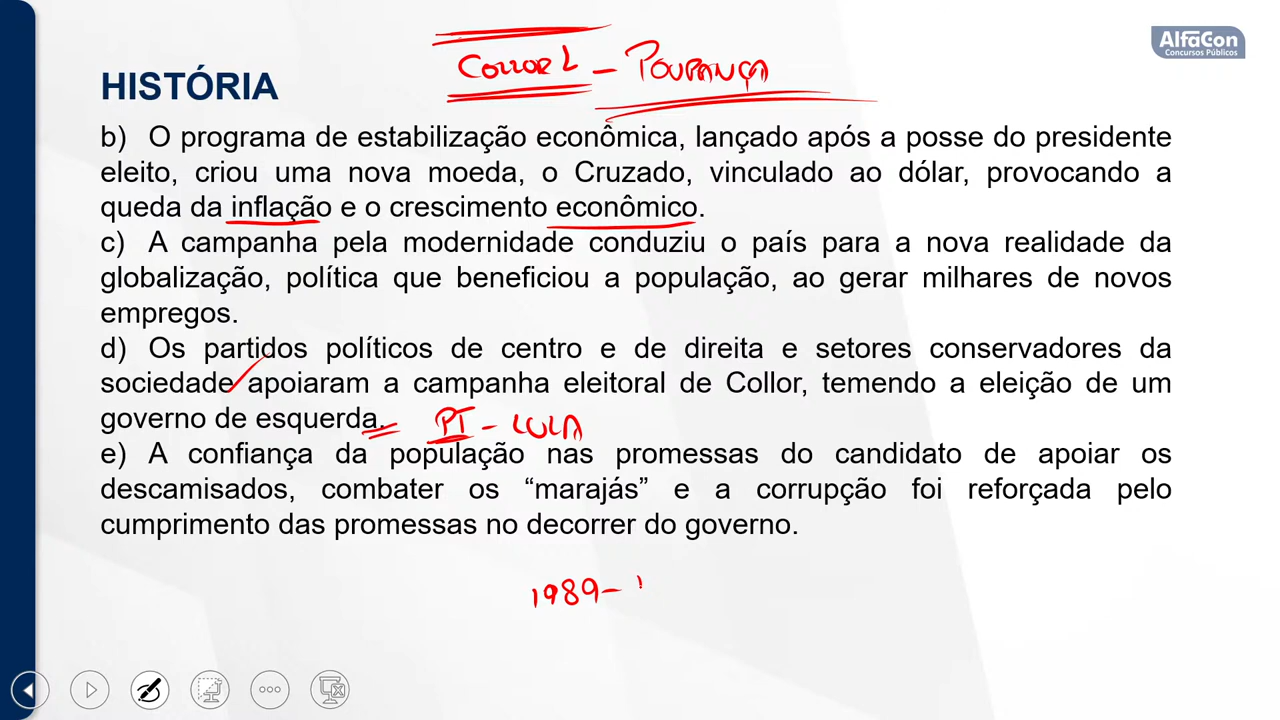 AlfaCon
Concursos Públicos
COLLOR I - POUPANÇA
HISTÓRIA
b) O programa de estabilização econômica, lançado após a posse do presidente
eleito, criou uma nova moeda, o Cruzado, vinculado ao dólar, provocando a
queda da inflação e o crescimento econômico.
c) A campanha pela modernidade conduziu o país para a nova realidade da
globalização, política que beneficiou a população, ao gerar milhares de novos
empregos.
d) Os partidos políticos de centro e de direita e setores conservadores da
sociedade apoiaram a campanha eleitoral de Collor, temendo a eleição de um
governo de esquerda. PT - LULA
e) A confiança da população nas promessas do candidato de apoiar os
descamisados, combater os “marajás” e a corrupção foi reforçada pelo
cumprimento das promessas no decorrer do governo.
1989-